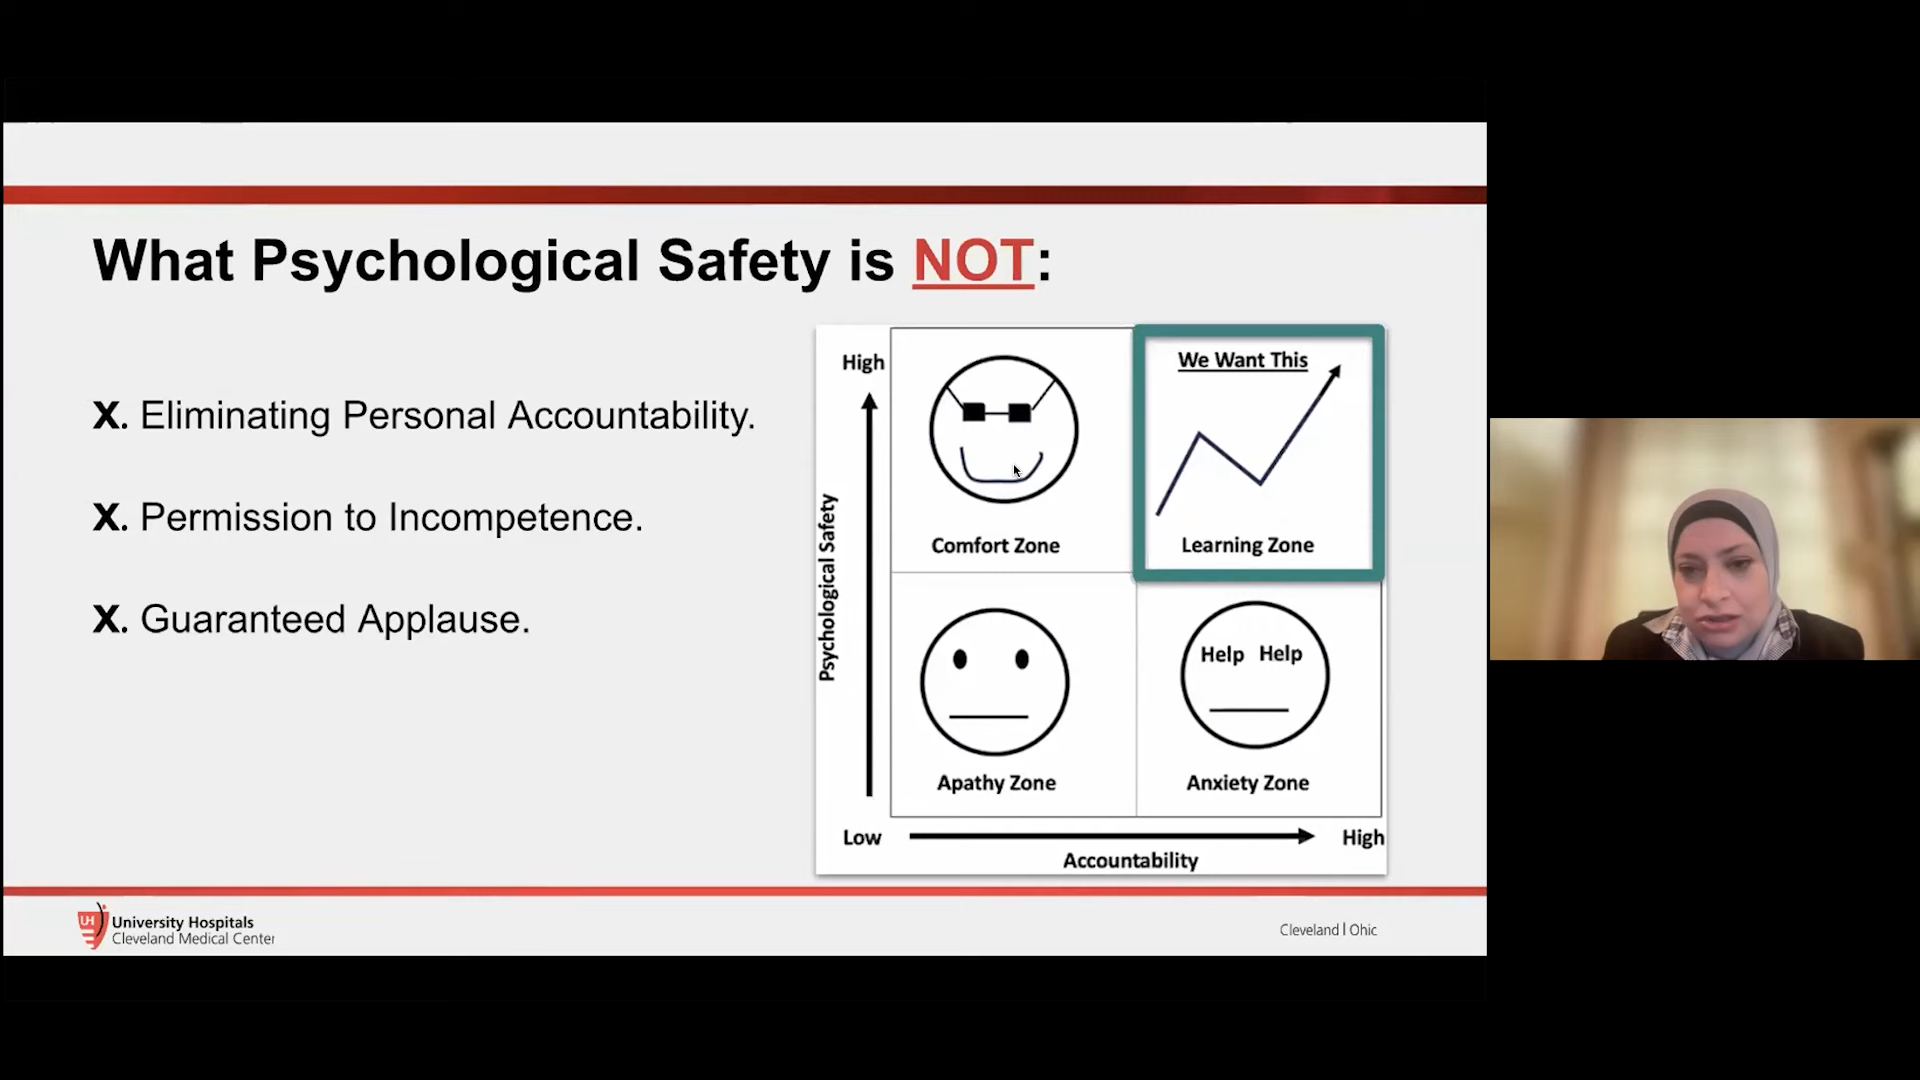 What Psychological Safety is NOT:
X. Eliminating Personal Accountability.
X. Permission to Incompetence.
X. Guaranteed Applause.
High
We Want This
Comfort Zone
Learning Zone
Psychological Safety
Help Help
Apathy Zone
Anxiety Zone
Low
High
Accountability
UH
University Hospitals
Cleveland Medical Center
Cleveland | Ohic